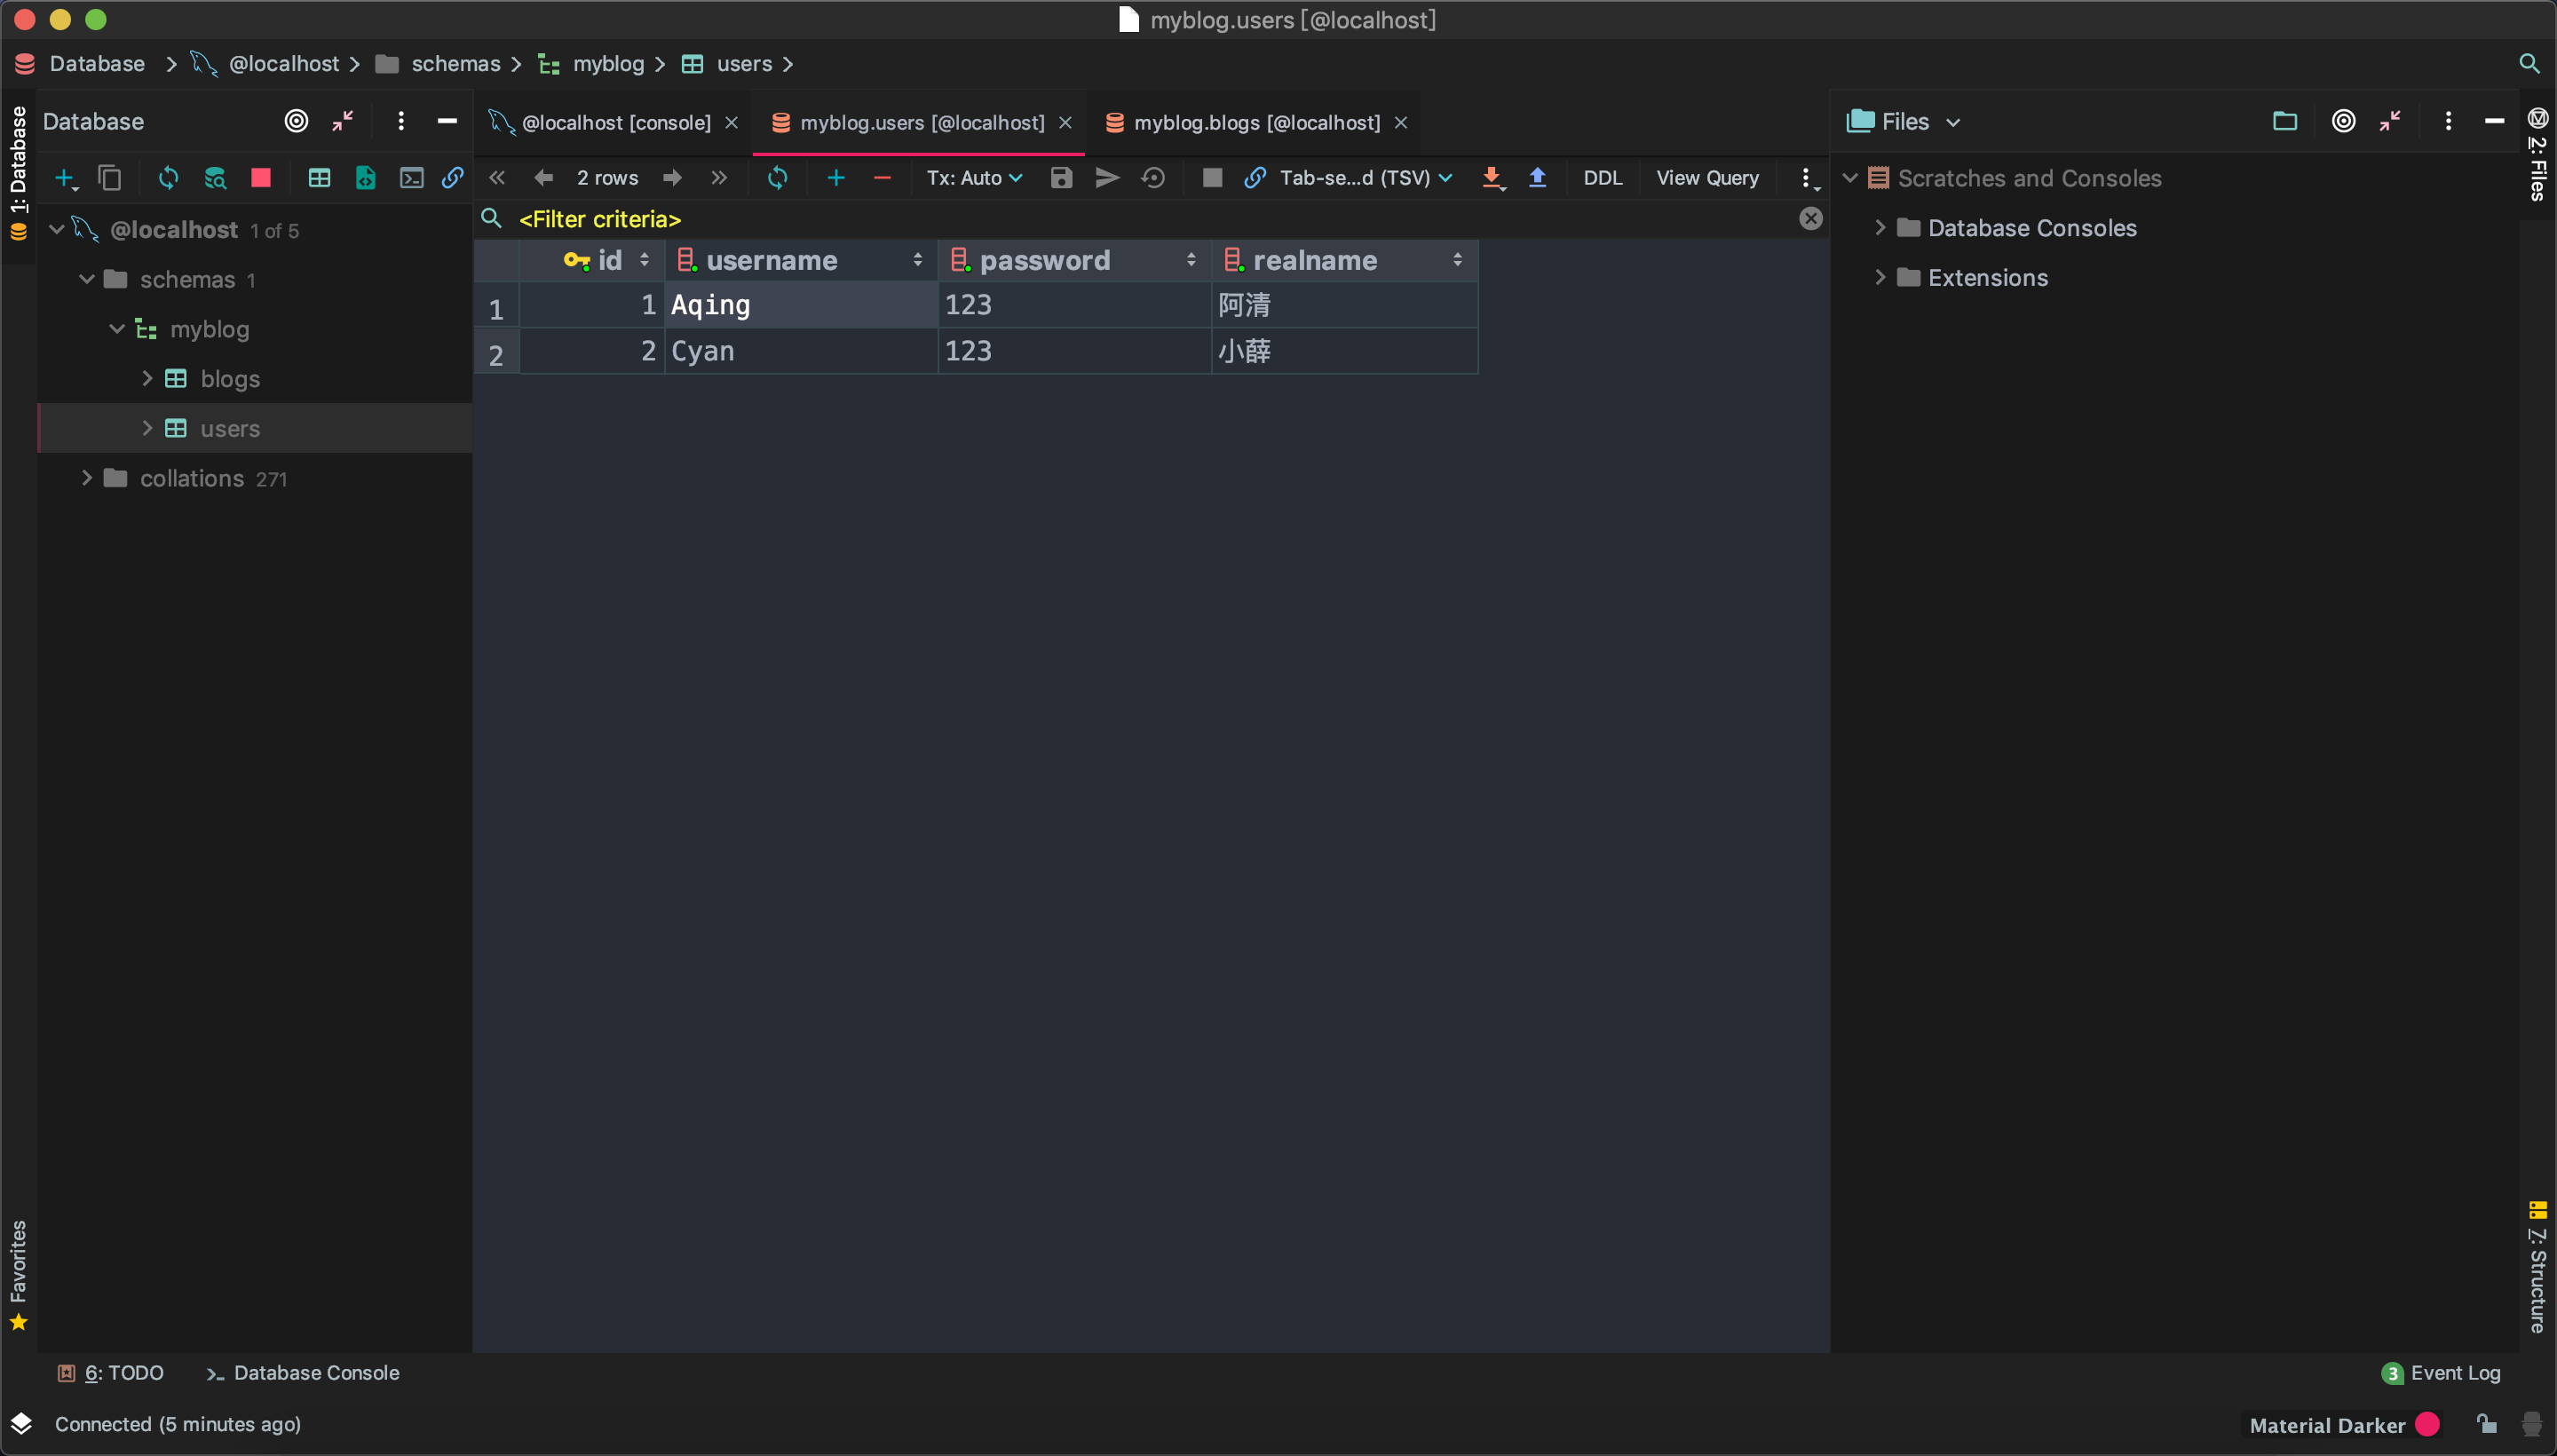 myblog.users [@localhost]
Database @localhost schemas myblog users
1: Database
Database
@localhost [console] myblog.users [@localhost] myblog.blogs [@localhost]
Files
2: Files
2 rows Tx: Auto Tab-se...d (TSV) DDL View Query
<Filter criteria>
@localhost 1 of 5
schemas 1
myblog
blogs
users
collations 271
id username password realname
1 1 Aqing 123 阿清
2 2 Cyan 123 小薛
Scratches and Consoles
Database Consoles
Extensions
Favorites
7: Structure
6: TODO Database Console
3 Event Log
Connected (5 minutes ago)
Material Darker